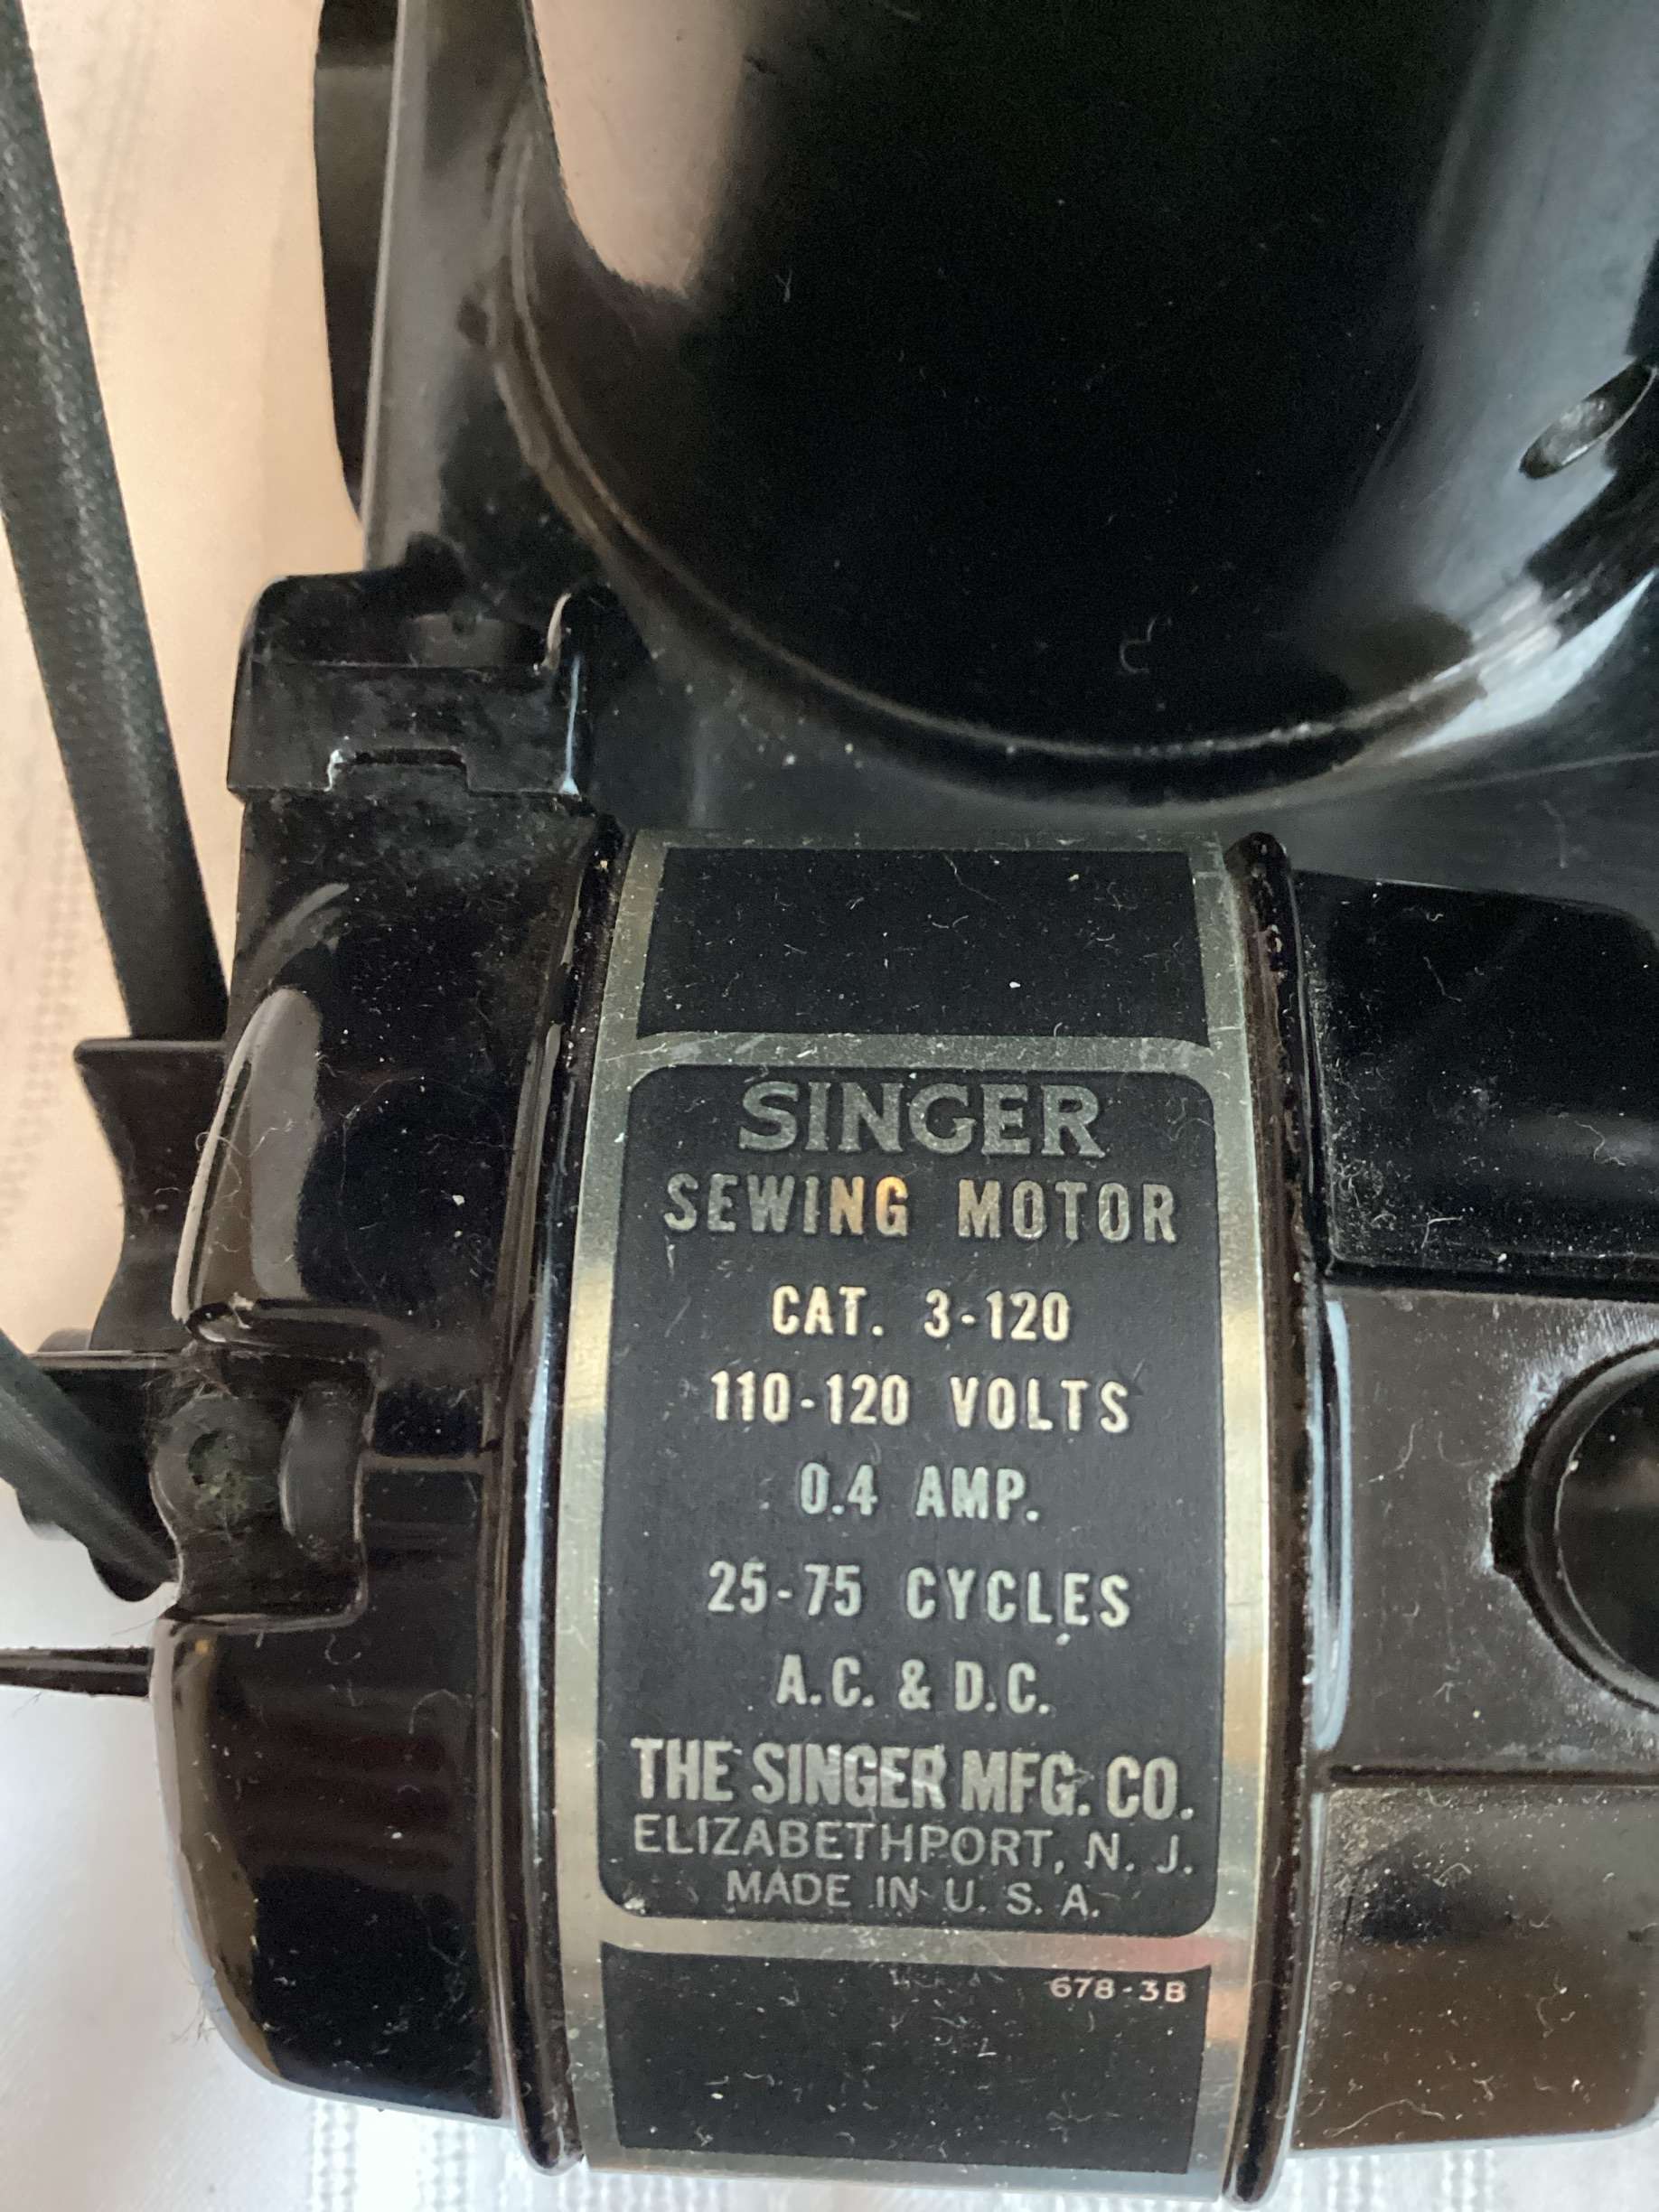 SINGER
SEWING MOTOR
CAT. 3-120
110-120 VOLTS
0.4 AMP.
25-75 CYCLES
A.C. & D.C.
THE SINGER MFG. CO.
ELIZABETHPORT, N. J.
MADE IN U. S. A.
678-3B